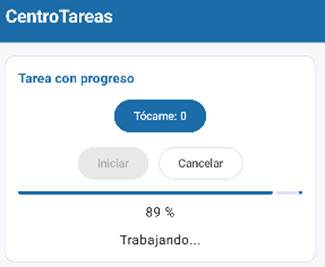 CentroTareas
Tarea con progreso
Tócame: 0
Iniciar Cancelar
89 %
Trabajando...